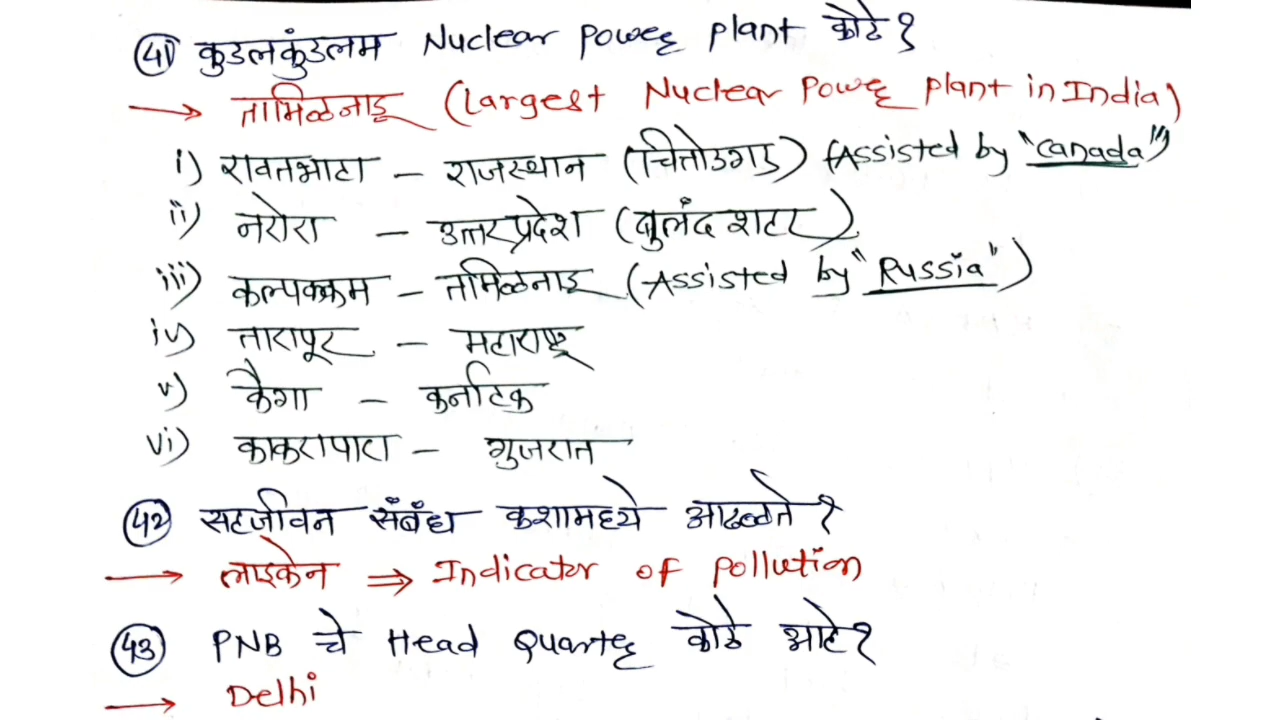 41 कुडलकुंडलम Nuclear Power plant कोठे?
→ तामिळनाडू (Largest Nuclear Power plant in India)
i) रावतभाटा – राजस्थान (चित्तोडगड) (Assisted by "Canada")
ii) नरोरा – उत्तरप्रदेश (बुलंदशहर)
iii) कल्पक्कम – तमिळनाडू (Assisted by "Russia")
iv) तारापूर – महाराष्ट्र
v) कैगा – कर्नाटक
vi) काकरापारा – गुजरात
42 सहजीवन संबंध कशामध्ये आढळते?
→ लाइकेन ⇒ Indicator of pollution
43 PNB चे Head Quarter कोठे आहे?
→ Delhi